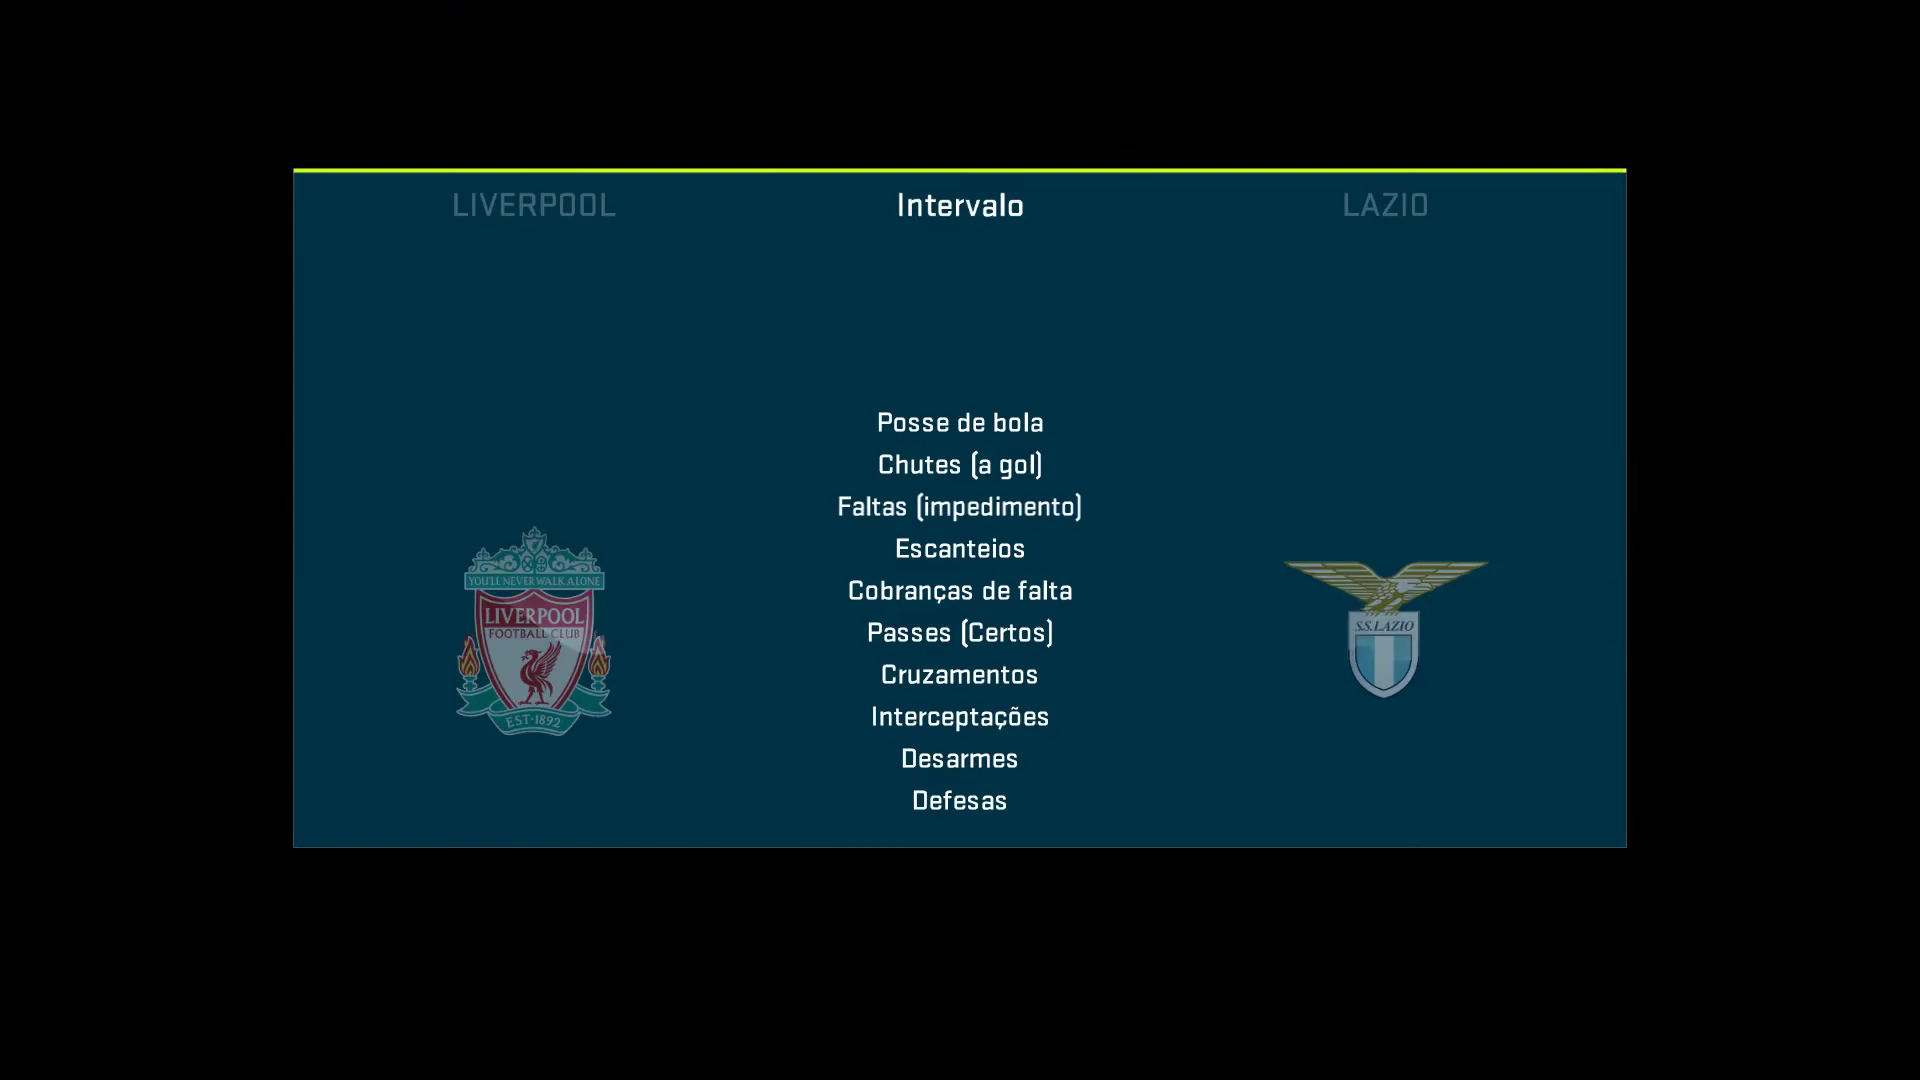 LIVERPOOL
Intervalo
LAZIO
Posse de bola
Chutes (a gol)
Faltas (impedimento)
Escanteios
Cobranças de falta
Passes (Certos)
Cruzamentos
Interceptações
Desarmes
Defesas
YOU'LL NEVER WALK ALONE
LIVERPOOL
FOOTBALL CLUB
EST·1892
S.S.LAZIO